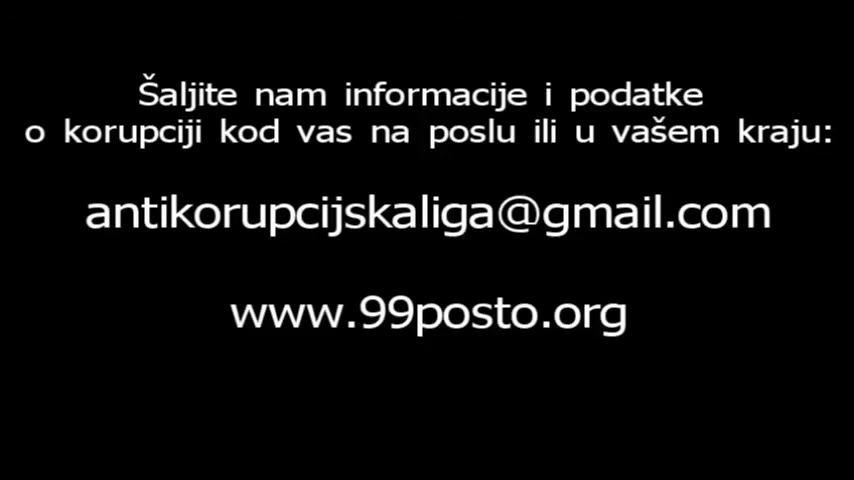 Šaljite nam informacije i podatke
o korupciji kod vas na poslu ili u vašem kraju:
antikorupcijskaliga@gmail.com
www.99posto.org